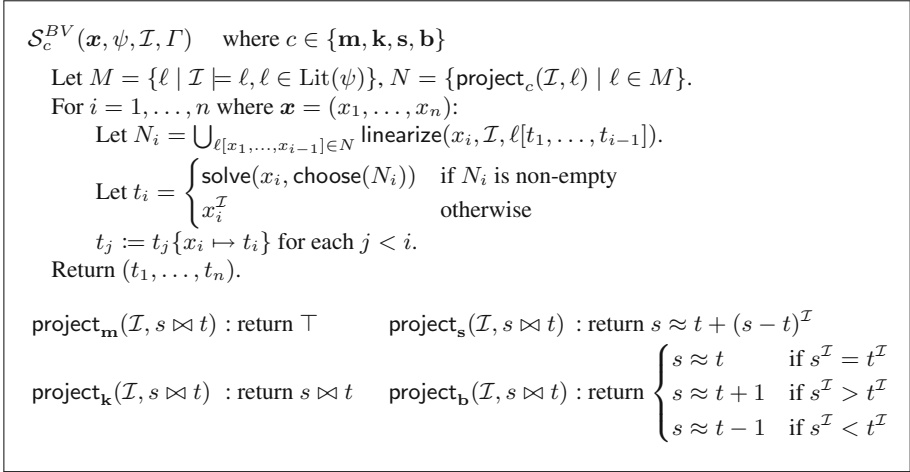 𝒮_c^{BV}(𝒙, ψ, ℐ, Γ) where c ∈ {m, k, s, b}
Let M = {ℓ | ℐ ⊨ ℓ, ℓ ∈ Lit(ψ)}, N = {project_c(ℐ, ℓ) | ℓ ∈ M}.
For i = 1, . . . , n where 𝒙 = (x_1, . . . , x_n):
Let N_i = ⋃_{ℓ[x_1,...,x_{i−1}]∈N} linearize(x_i, ℐ, ℓ[t_1, . . . , t_{i−1}]).
Let t_i = { solve(x_i, choose(N_i)) if N_i is non-empty
x_i^ℐ otherwise
t_j := t_j{x_i ↦ t_i} for each j < i.
Return (t_1, . . . , t_n).
project_m(ℐ, s ⋈ t) : return ⊤ project_s(ℐ, s ⋈ t) : return s ≈ t + (s − t)^ℐ
project_k(ℐ, s ⋈ t) : return s ⋈ t project_b(ℐ, s ⋈ t) : return { s ≈ t if s^ℐ = t^ℐ
s ≈ t + 1 if s^ℐ > t^ℐ
s ≈ t − 1 if s^ℐ < t^ℐ